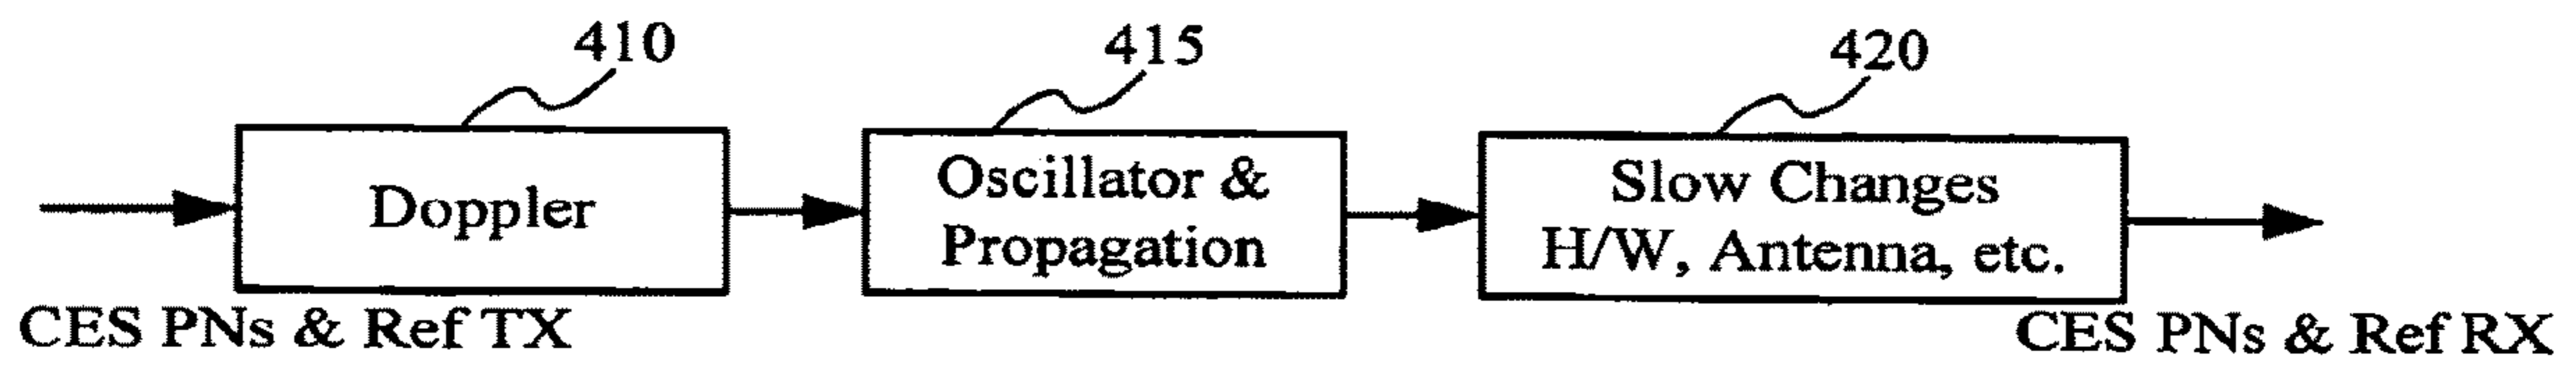 410
415
420
Doppler
Oscillator &
Propagation
Slow Changes
H/W, Antenna, etc.
CES PNs & Ref TX
CES PNs & Ref RX